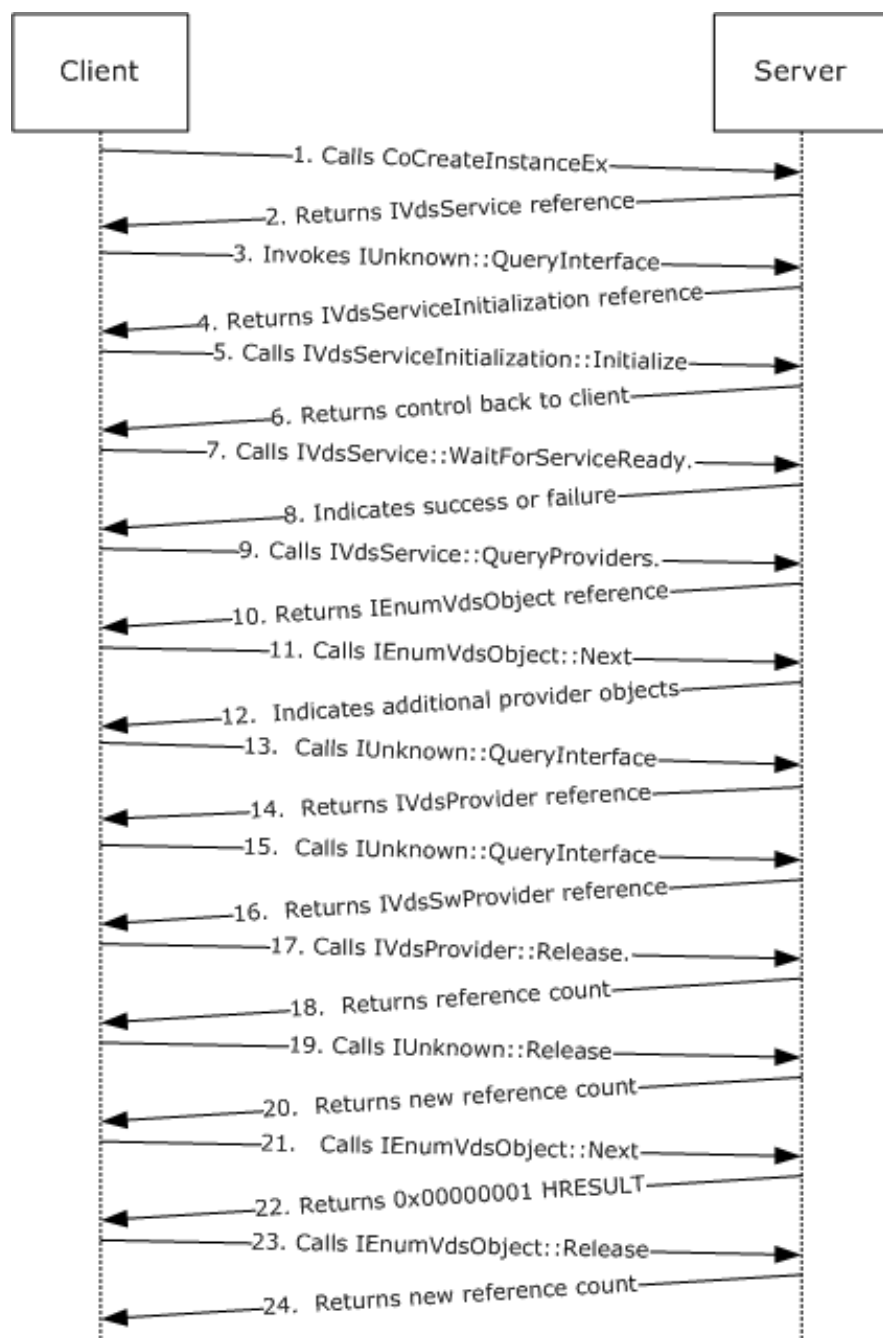 Client
Server
1. Calls CoCreateInstanceEx
2. Returns IVdsService reference
3. Invokes IUnknown::QueryInterface
4. Returns IVdsServiceInitialization reference
5. Calls IVdsServiceInitialization::Initialize
6. Returns control back to client
7. Calls IVdsService::WaitForServiceReady.
8. Indicates success or failure
9. Calls IVdsService::QueryProviders.
10. Returns IEnumVdsObject reference
11. Calls IEnumVdsObject::Next
12. Indicates additional provider objects
13. Calls IUnknown::QueryInterface
14. Returns IVdsProvider reference
15. Calls IUnknown::QueryInterface
16. Returns IVdsSwProvider reference
17. Calls IVdsProvider::Release.
18. Returns reference count
19. Calls IUnknown::Release
20. Returns new reference count
21. Calls IEnumVdsObject::Next
22. Returns 0x00000001 HRESULT
23. Calls IEnumVdsObject::Release
24. Returns new reference count